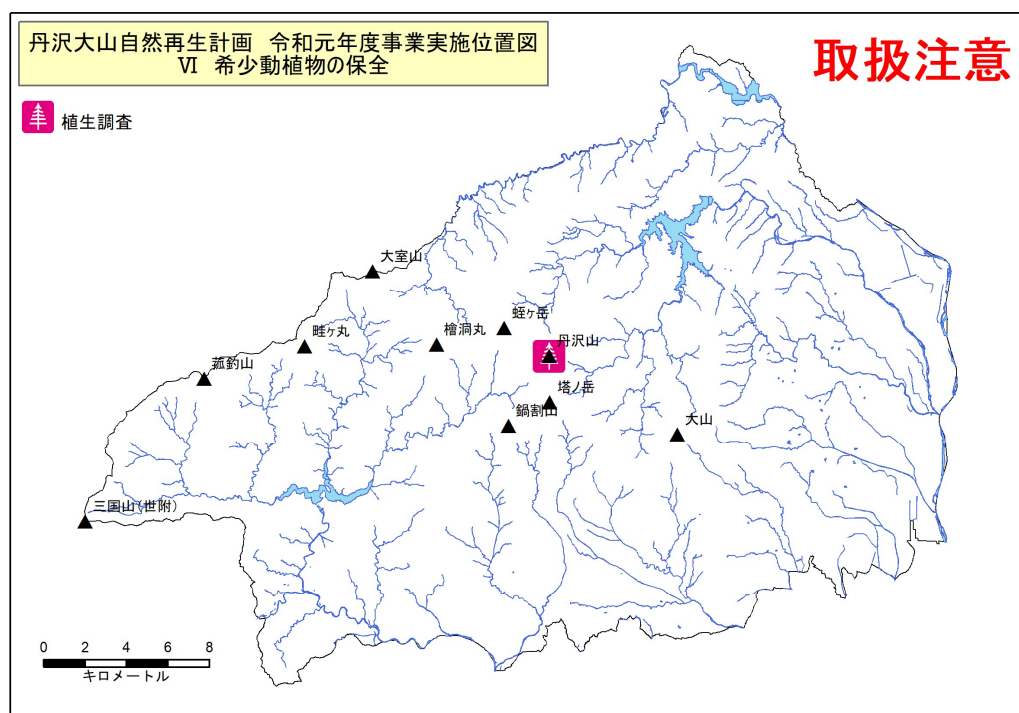 丹沢大山自然再生計画 令和元年度事業実施位置図
Ⅵ 希少動植物の保全
取扱注意
植生調査
大室山
蛭ヶ岳
畦ヶ丸
檜洞丸
丹沢山
菰釣山
塔ノ岳
鍋割山
大山
三国山(世附)
0 2 4 6 8
キロメートル